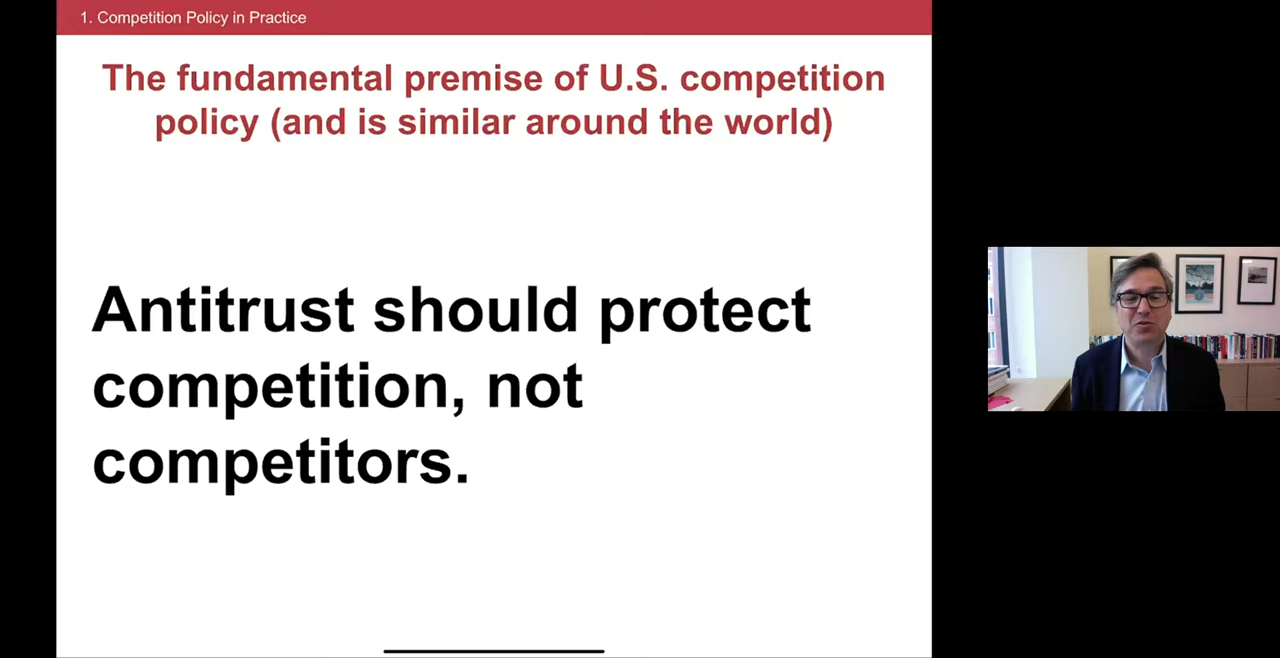 1. Competition Policy in Practice
The fundamental premise of U.S. competition
policy (and is similar around the world)
Antitrust should protect
competition, not
competitors.